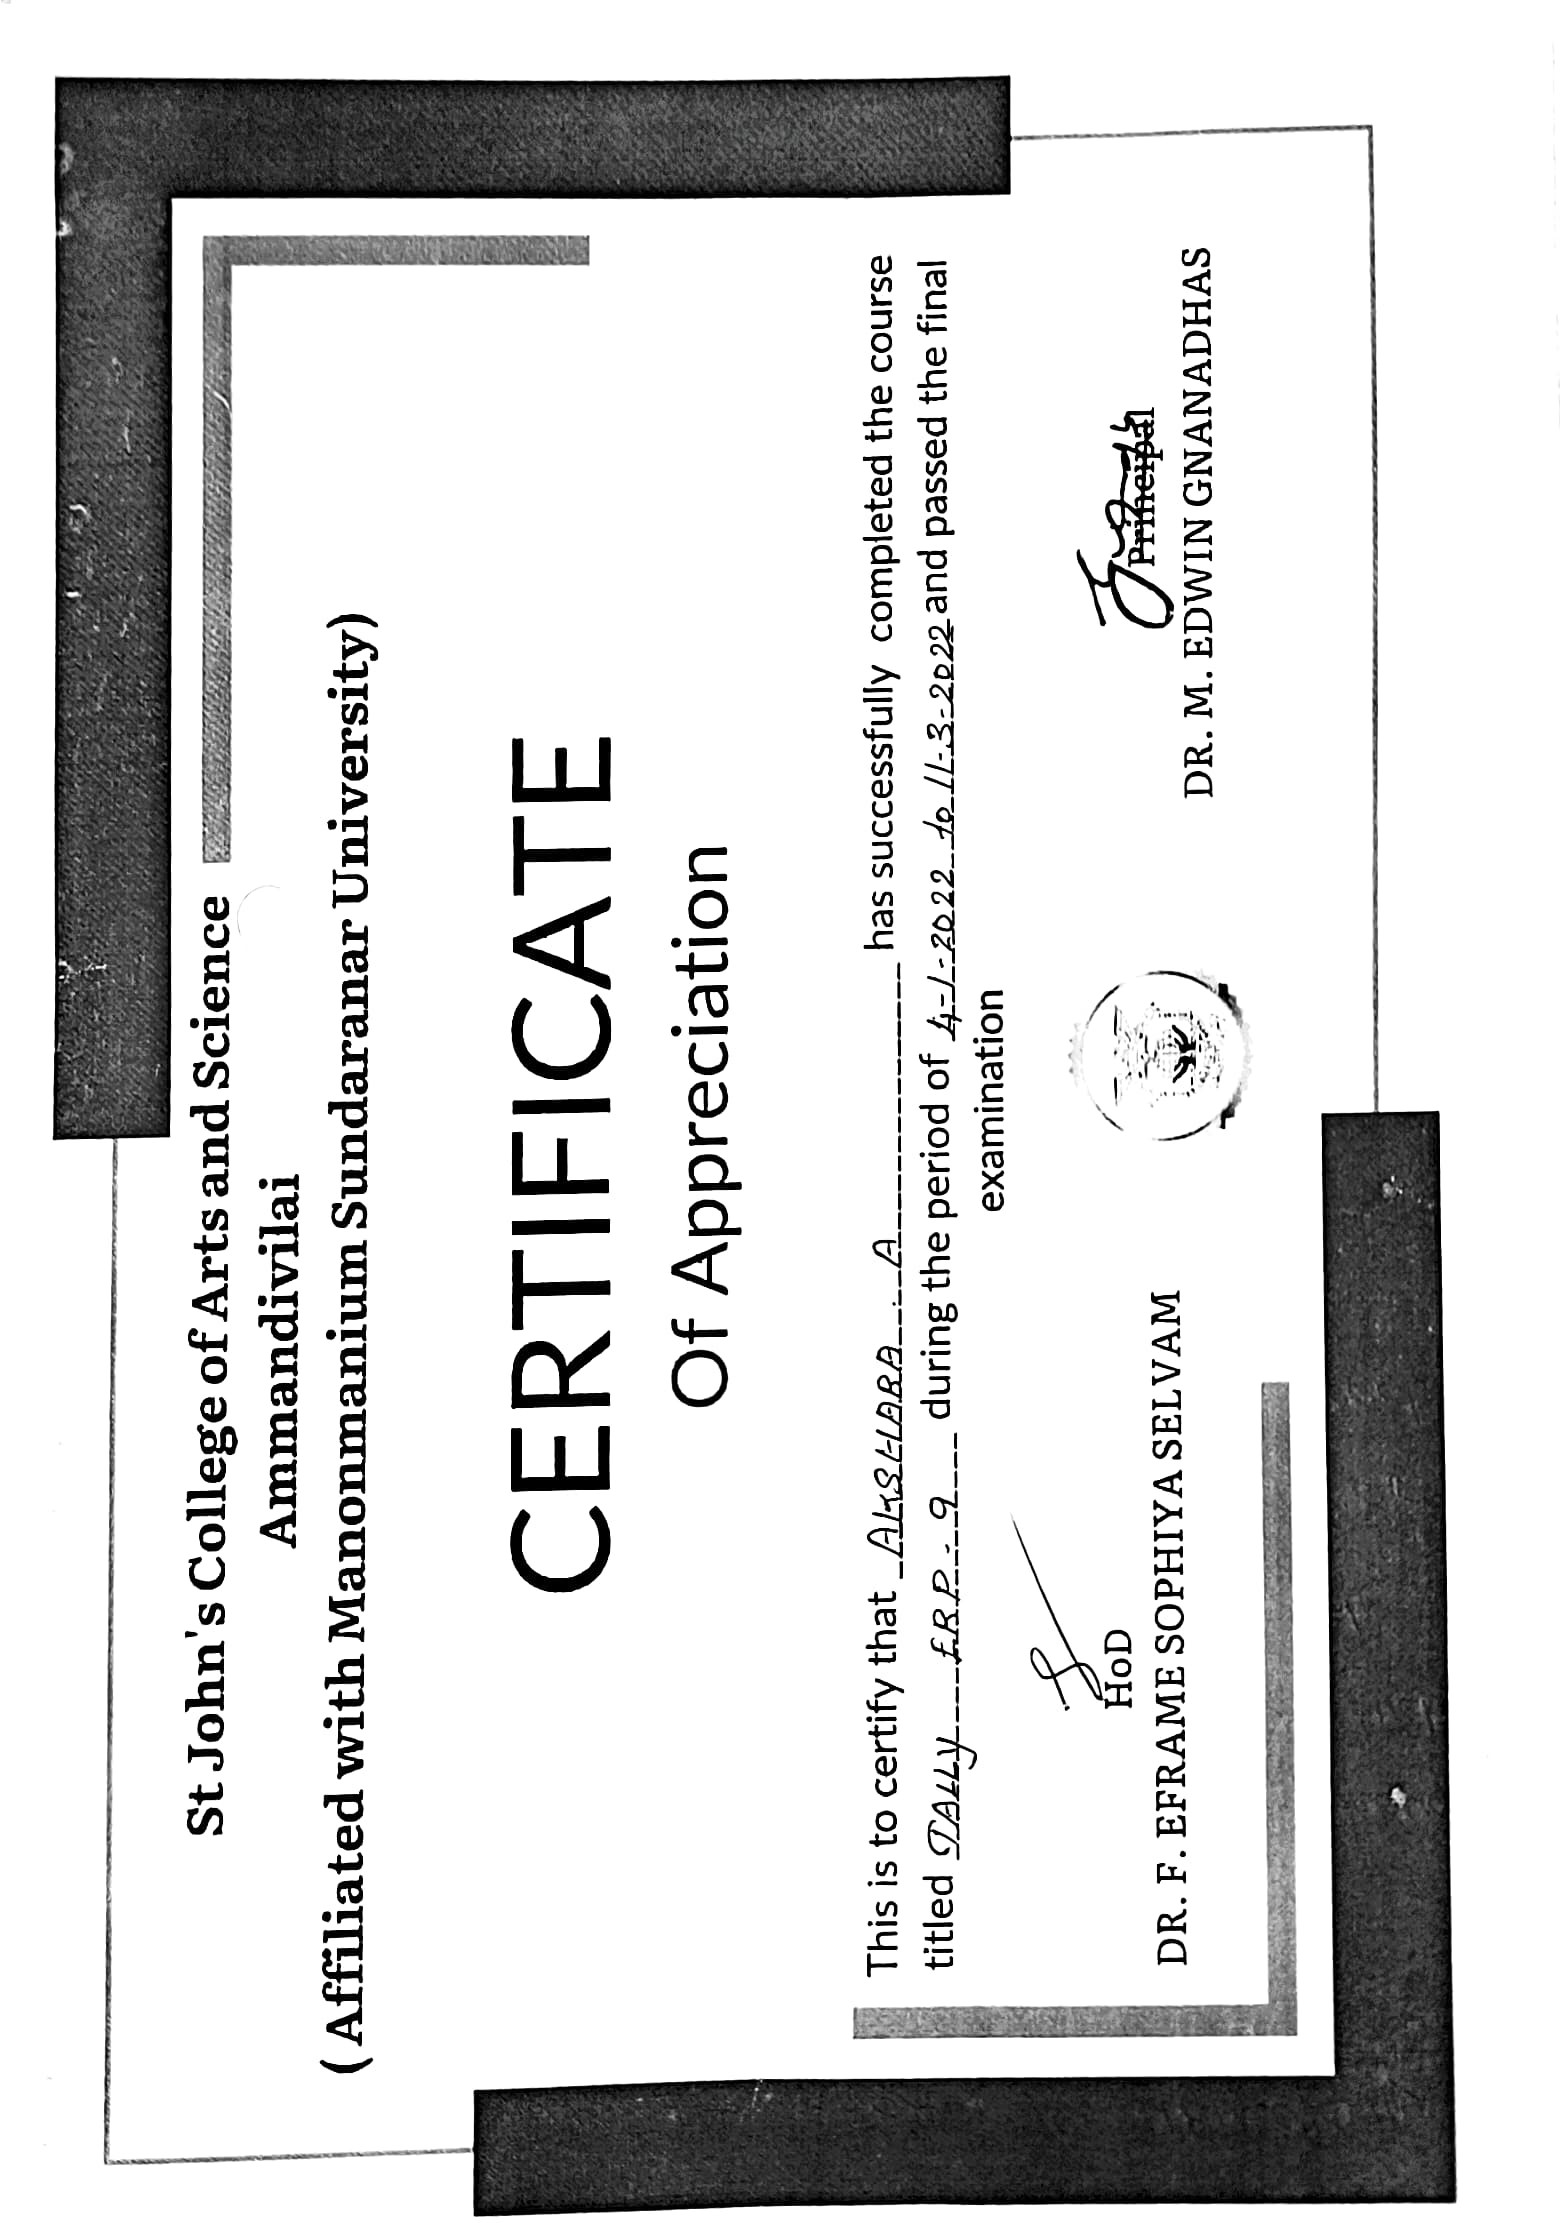 St John's College of Arts and Science
Ammandivilai
(Affiliated with Manonmanium Sundaranar University)
CERTIFICATE
Of Appreciation
This is to certify that AKSHARA . A has successfully completed the course
titled TALLY ERP - 9 during the period of 4-1-2022 to 11-3-2022 and passed the final
examination
HoD
DR. F. EFRAME SOPHIYA SELVAM
Principal
DR. M. EDWIN GNANADHAS